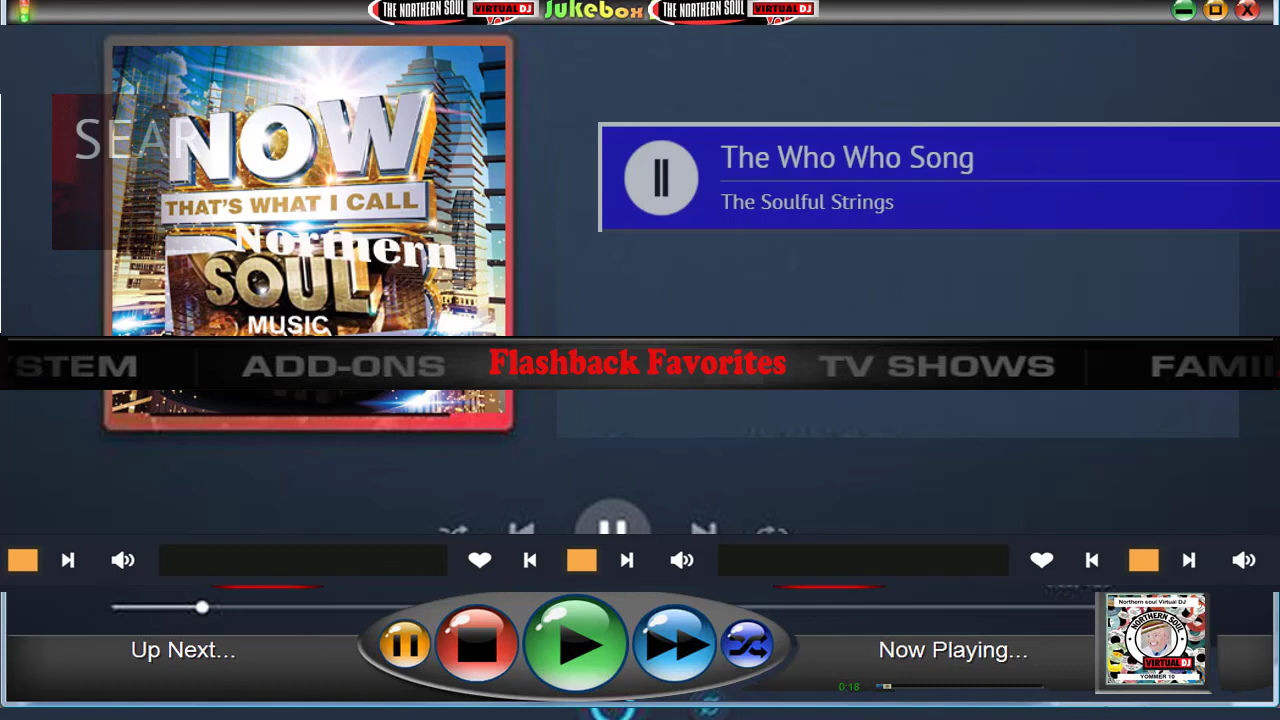 THE NORTHERN SOUL VIRTUAL DJ Jukebox THE NORTHERN SOUL VIRTUAL DJ
X
SEAR
NOW
THAT'S WHAT I CALL
Northern
SOUL
MUSIC
The Who Who Song
The Soulful Strings
YSTEM ADD-ONS Flashback Favorites TV SHOWS FAMI
Up Next...
Now Playing...
0:18
Northern soul Virtual DJ
NORTHERN SOUL
VIRTUAL DJ
YOMMER 10